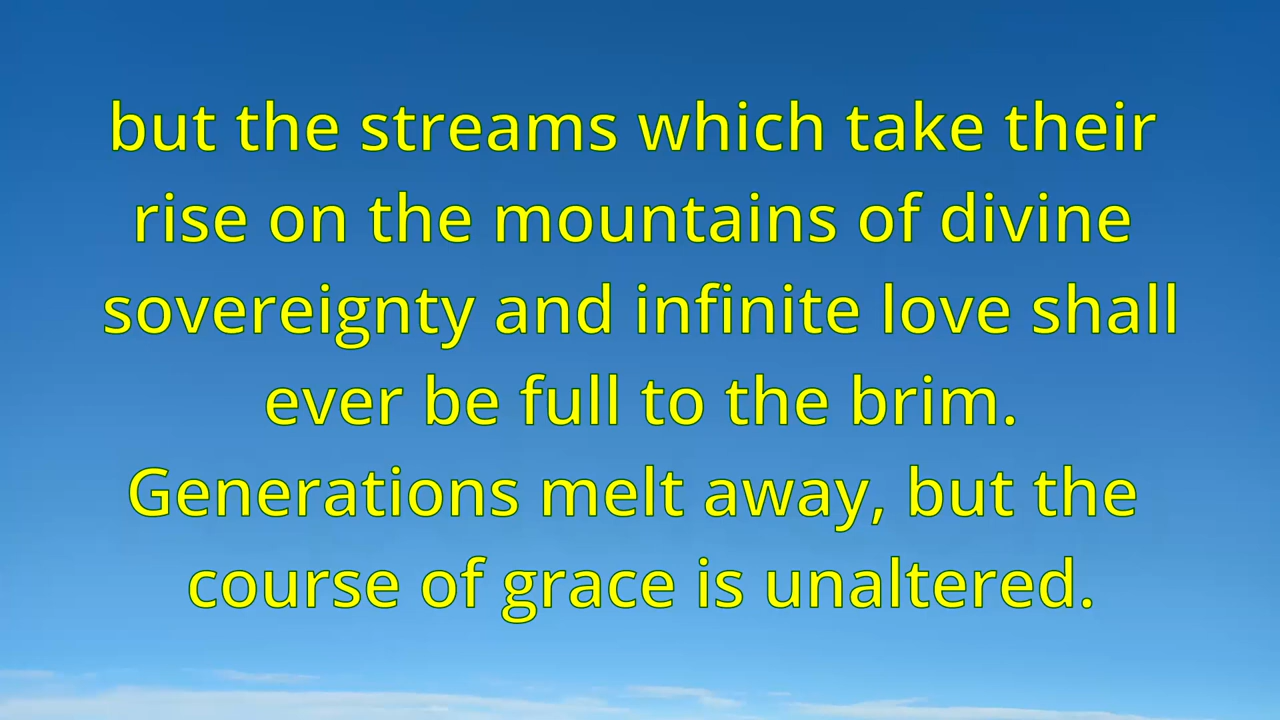 but the streams which take their
rise on the mountains of divine
sovereignty and infinite love shall
ever be full to the brim.
Generations melt away, but the
course of grace is unaltered.